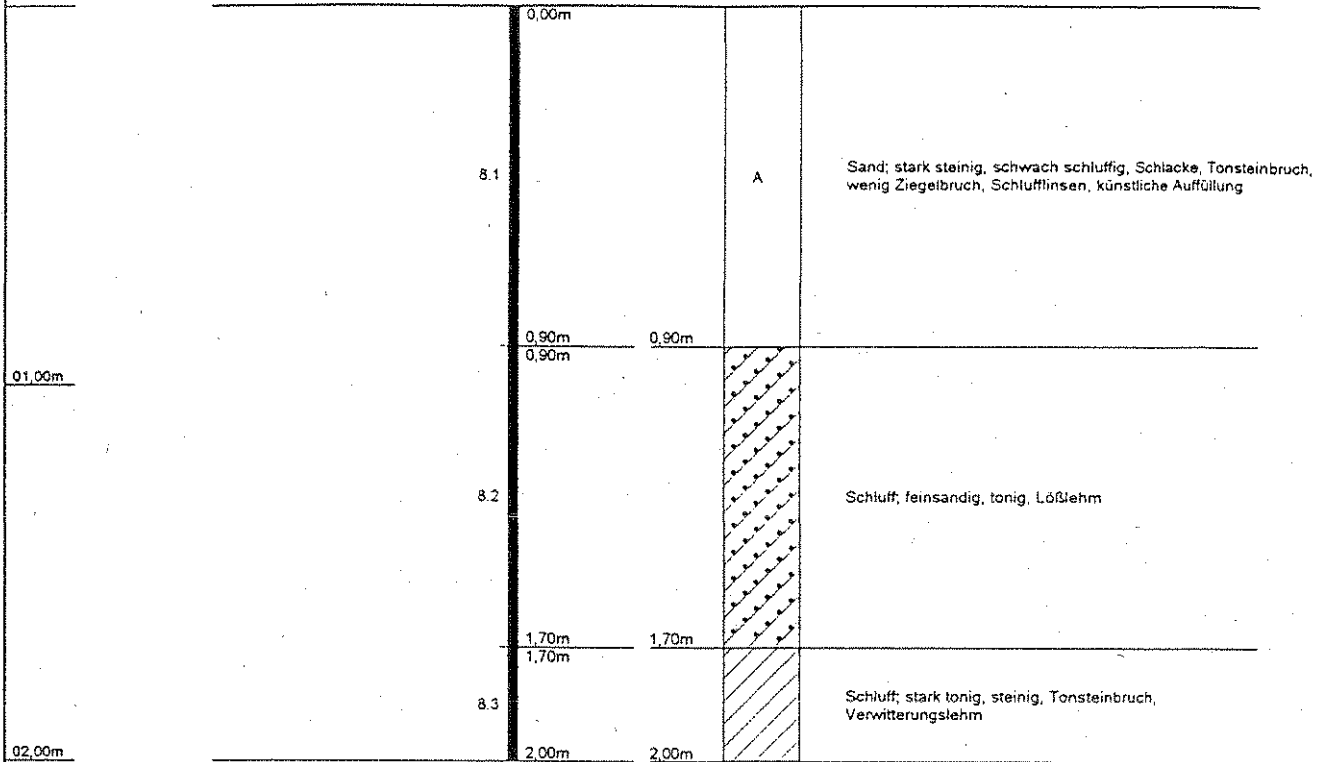 0,00m
8.1
A
Sand; stark steinig, schwach schluffig, Schlacke, Tonsteinbruch,
wenig Ziegelbruch, Schlufflinsen, künstliche Auffüllung
0,90m
0,90m
0,90m
01,00m
8.2
Schluff; feinsandig, tonig, Lößlehm
1,70m
1,70m
1,70m
8.3
Schluff; stark tonig, steinig, Tonsteinbruch,
Verwitterungslehm
02,00m
2,00m
2,00m